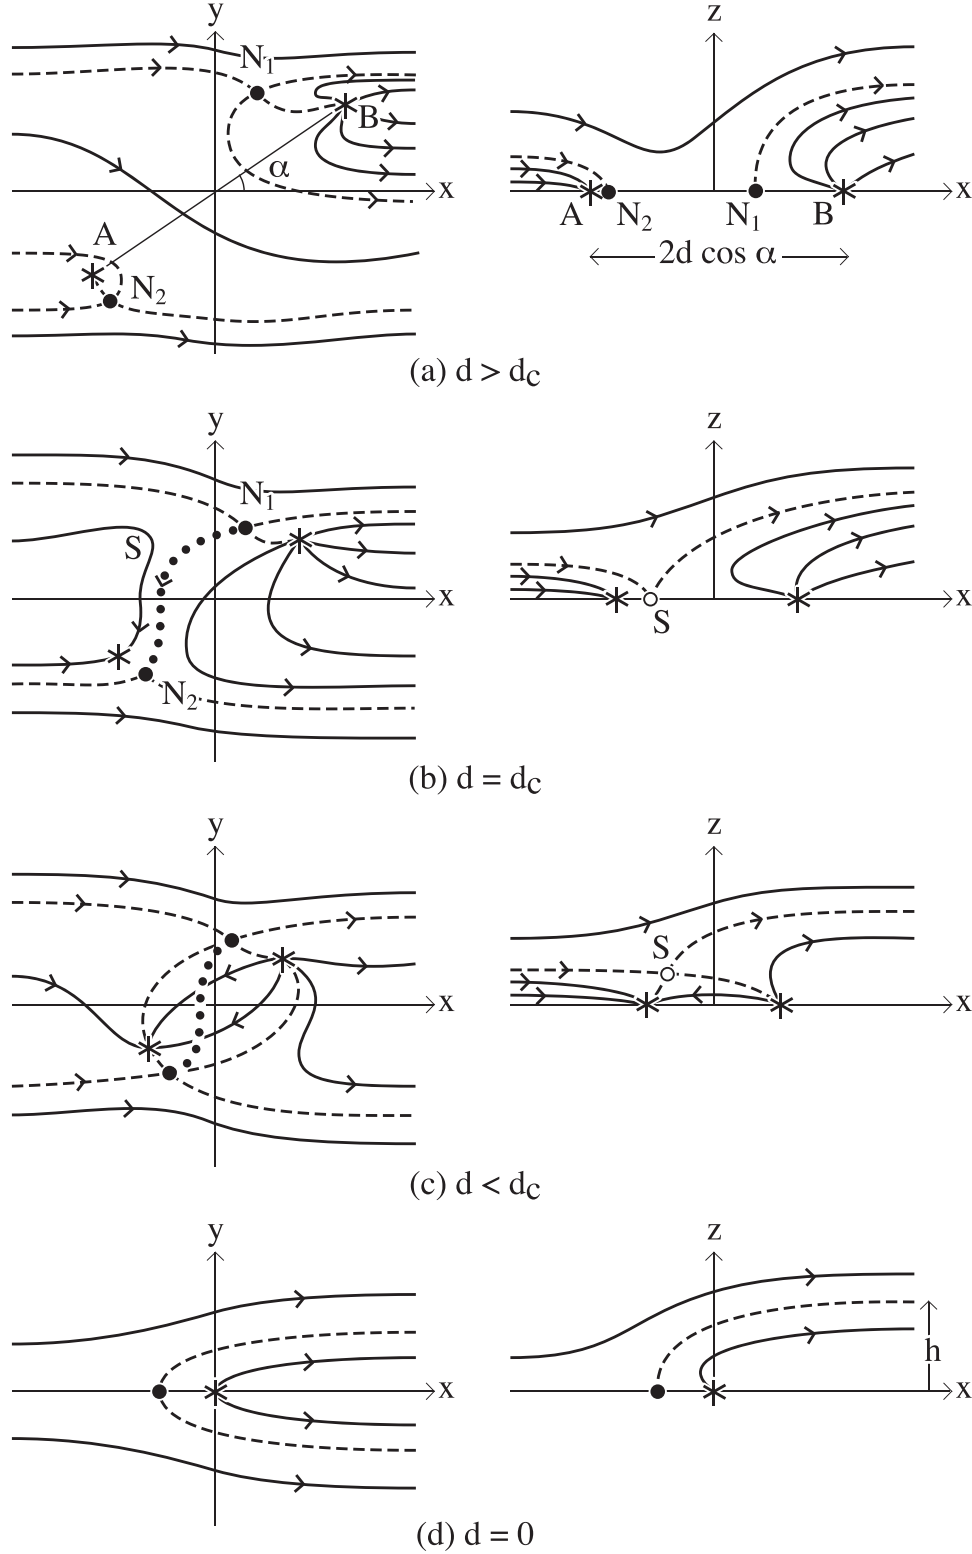 y
z
N₁
B
α
x
x
A
N₂
A
N₂
N₁
B
2d cos α
(a) d > dc
y
z
N₁
S
x
x
S
N₂
(b) d = dc
y
z
S
x
x
(c) d < dc
y
z
h
x
x
(d) d = 0